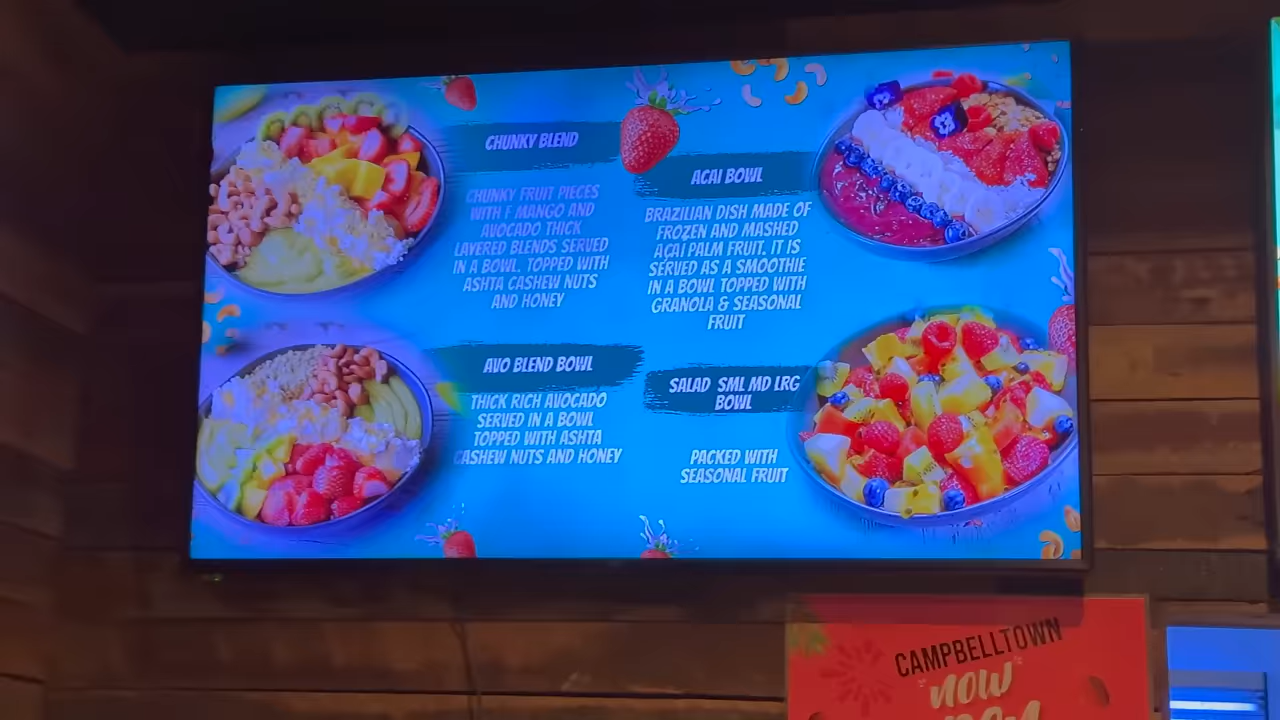 CHUNKY BLEND
CHUNKY FRUIT PIECES
WITH F MANGO AND
AVOCADO THICK
LAYERED BLENDS SERVED
IN A BOWL. TOPPED WITH
ASHTA CASHEW NUTS
AND HONEY
AVO BLEND BOWL
THICK RICH AVOCADO
SERVED IN A BOWL
TOPPED WITH ASHTA
CASHEW NUTS AND HONEY
ACAI BOWL
BRAZILIAN DISH MADE OF
FROZEN AND MASHED
AÇAÍ PALM FRUIT. IT IS
SERVED AS A SMOOTHIE
IN A BOWL TOPPED WITH
GRANOLA & SEASONAL
FRUIT
SALAD SML MD LRG
BOWL
PACKED WITH
SEASONAL FRUIT
CAMPBELLTOWN
"now"